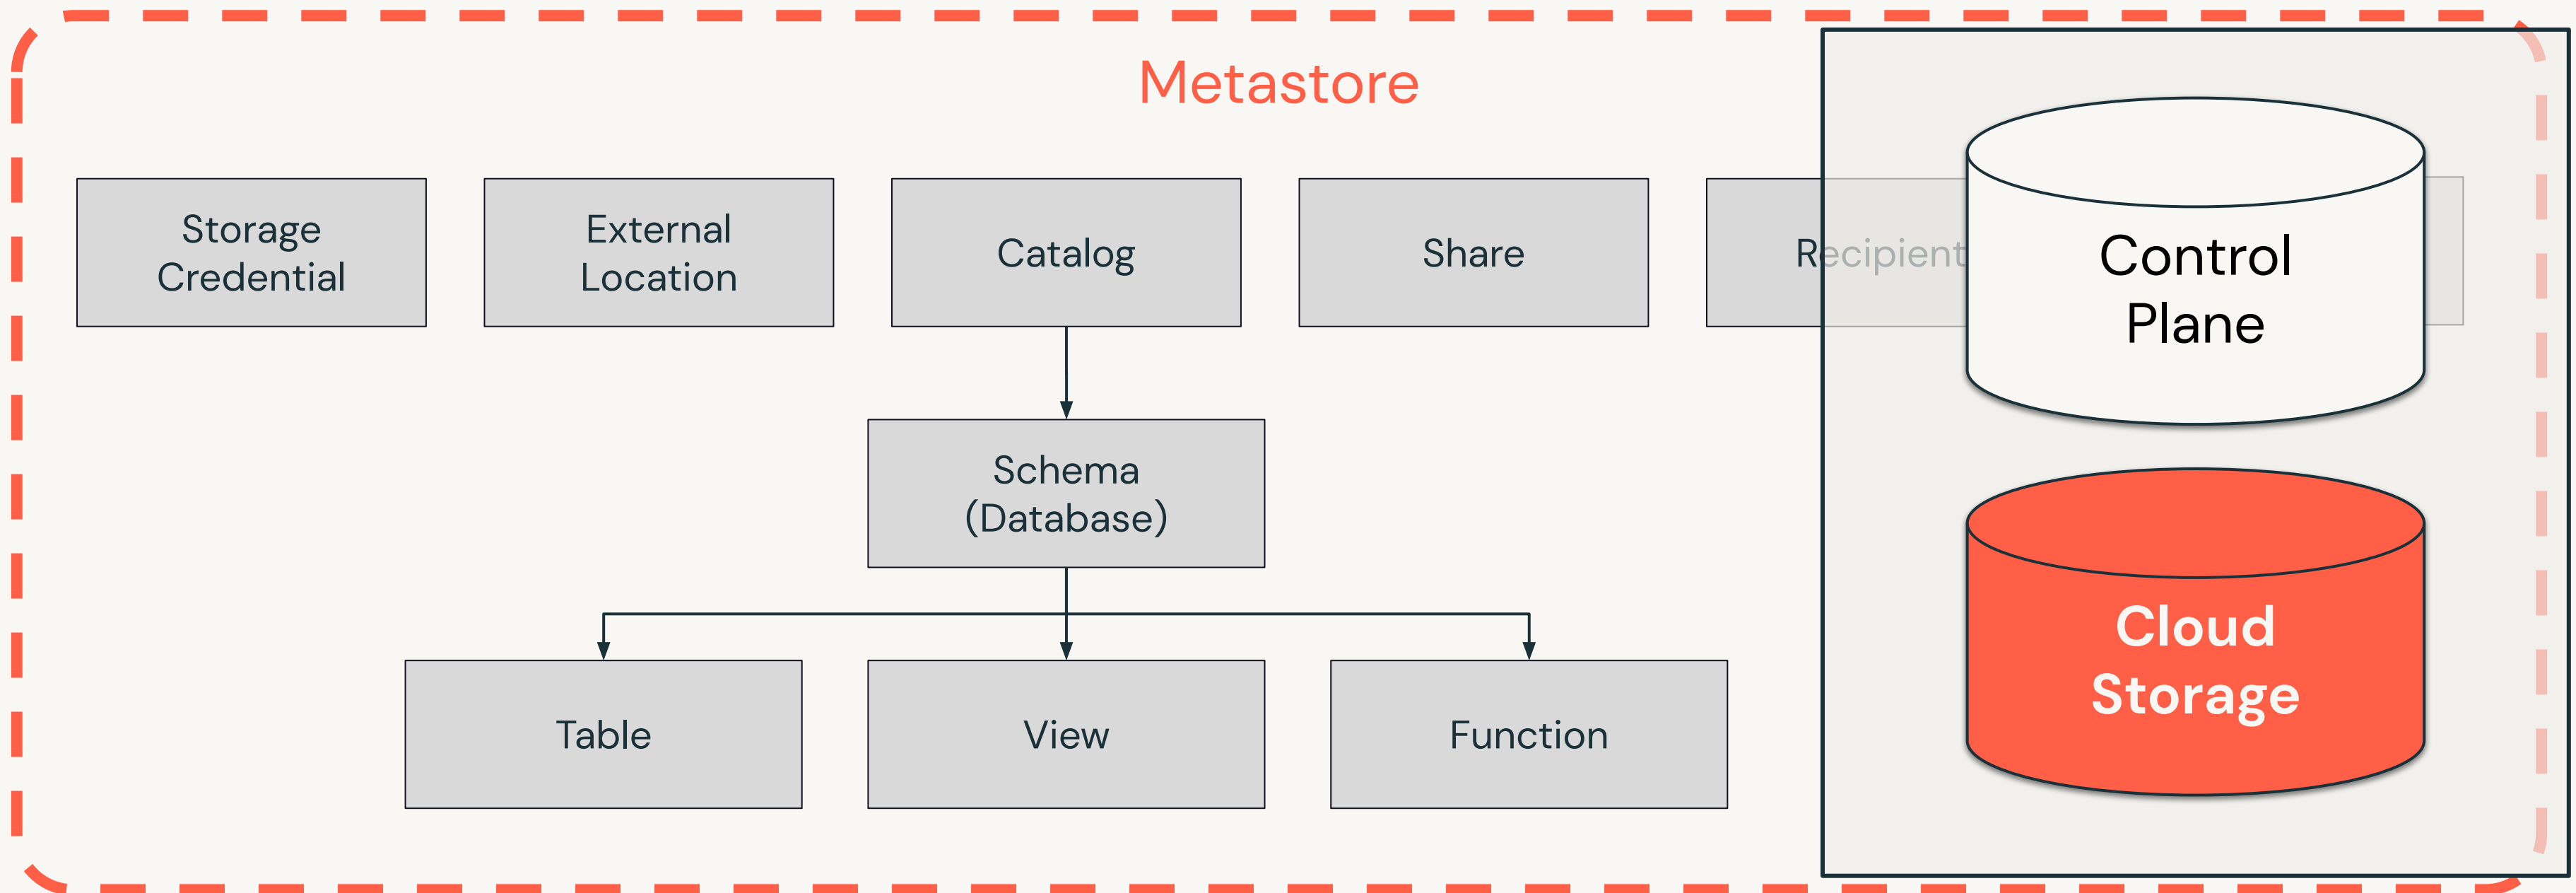 Metastore
Storage
Credential
External
Location
Catalog
Share
Recipient
Control
Plane
Schema
(Database)
Cloud
Storage
Table
View
Function